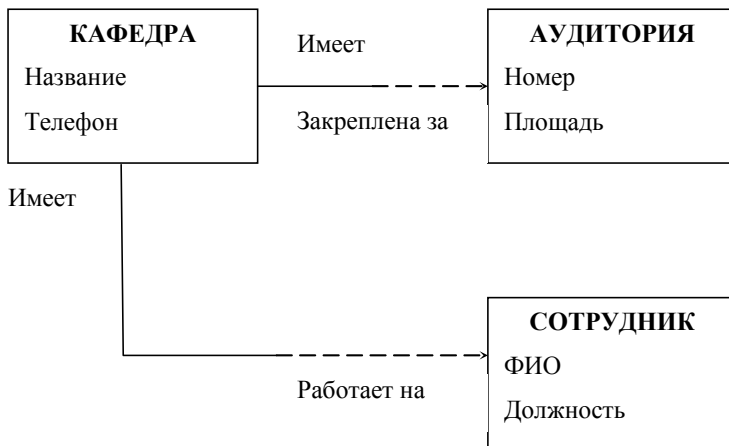 КАФЕДРА
Название
Телефон
Имеет
Закреплена за
АУДИТОРИЯ
Номер
Площадь
Имеет
Работает на
СОТРУДНИК
ФИО
Должность